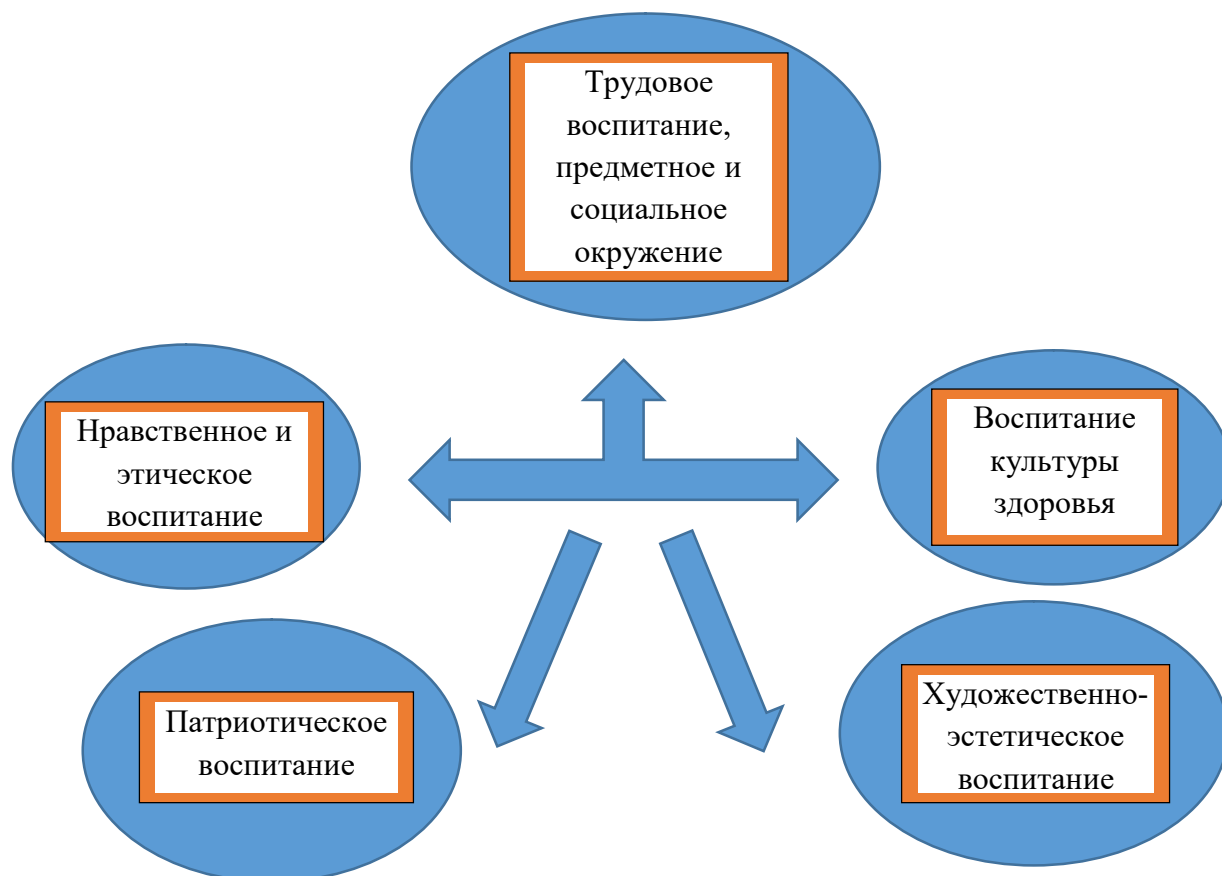 Трудовое
воспитание,
предметное и
социальное
окружение
Нравственное и
этическое
воспитание
Воспитание
культуры
здоровья
Патриотическое
воспитание
Художественно-
эстетическое
воспитание